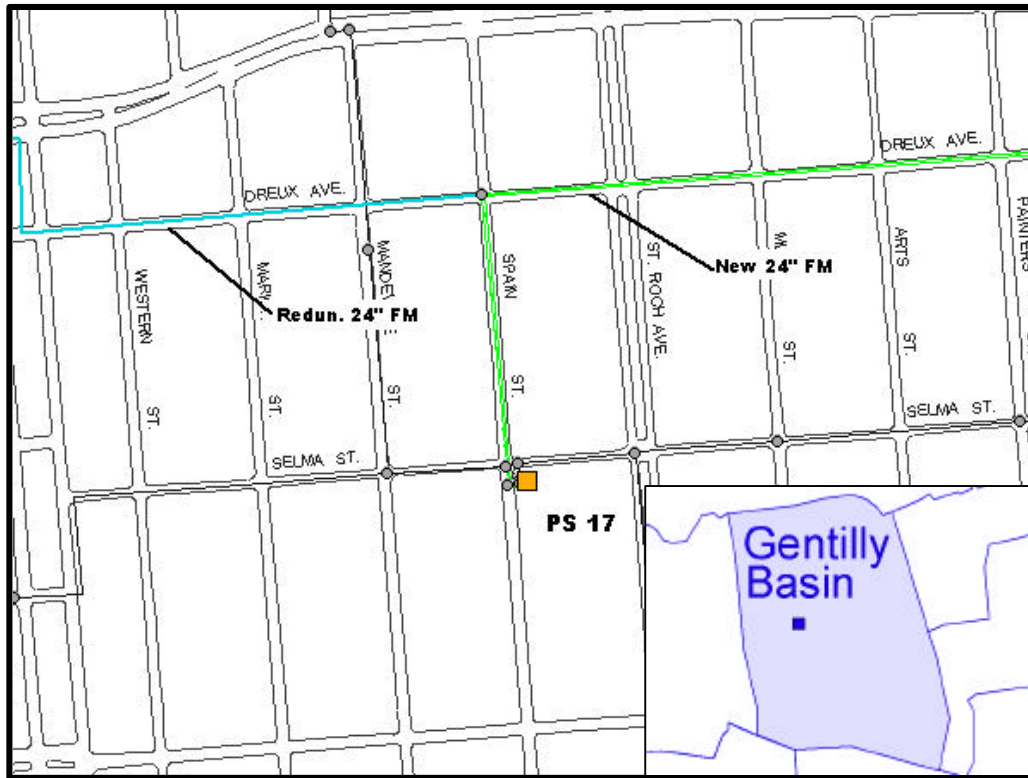 DREUX AVE.
DREUX AVE.
New 24" FM
Redun. 24" FM
WESTERN
ST.
ST.
ST.
SPAIN
ST.
ST. ROCH AVE.
ST.
ARTS
ST.
PAINTERS
SELMA ST.
SELMA ST.
PS 17
Gentilly
Basin